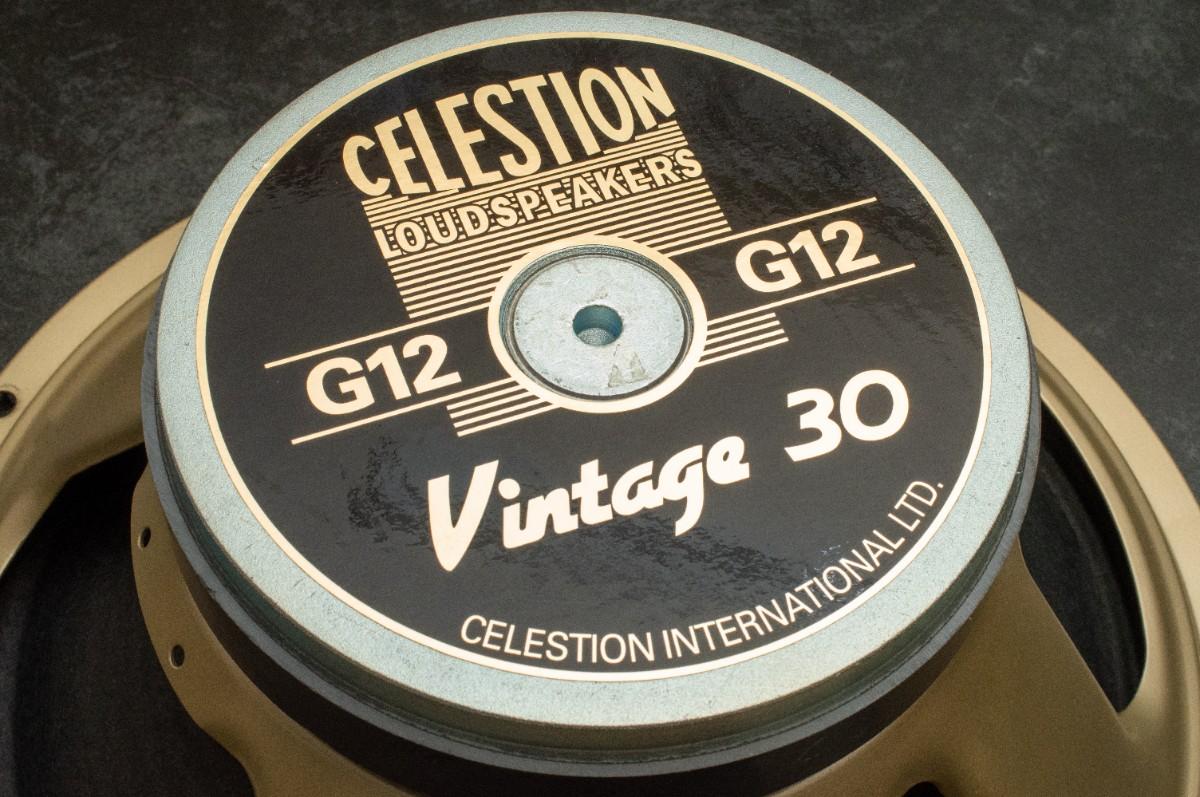 CELESTION
LOUDSPEAKERS
G12
G12
Vintage 30
CELESTION INTERNATIONAL LTD.